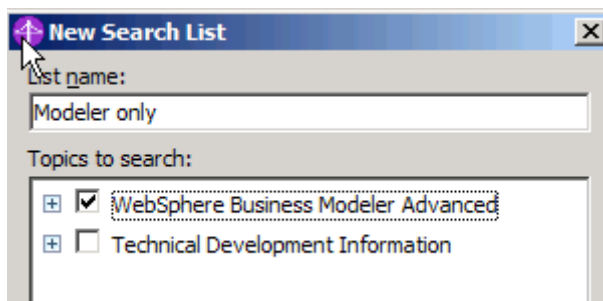 New Search List
List name:
Modeler only
Topics to search:
WebSphere Business Modeler Advanced
Technical Development Information